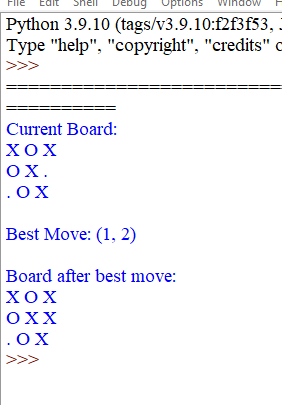 File Edit Shell Debug Options Window
Python 3.9.10 (tags/v3.9.10:f2f3f53, J
Type "help", "copyright", "credits" o
>>>
==========================
==========
Current Board:
X O X
O X .
. O X

Best Move: (1, 2)

Board after best move:
X O X
O X X
. O X
>>>